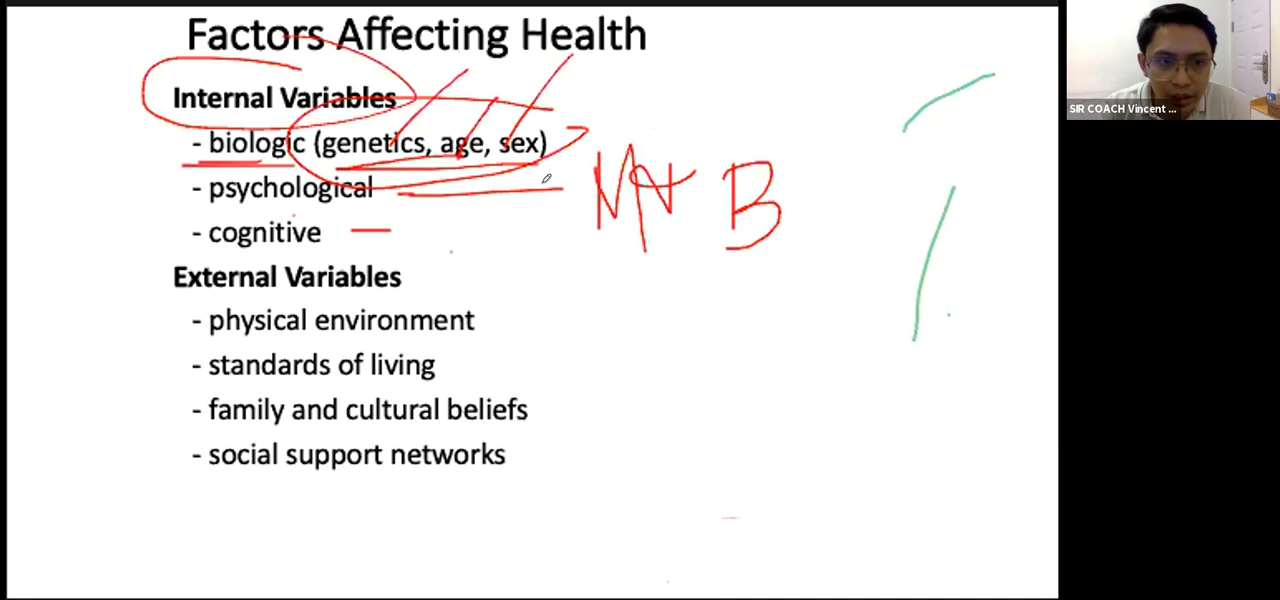 Factors Affecting Health
Internal Variables
- biologic (genetics, age, sex)
- psychological
- cognitive
External Variables
- physical environment
- standards of living
- family and cultural beliefs
- social support networks
B
SIR COACH Vincent ...